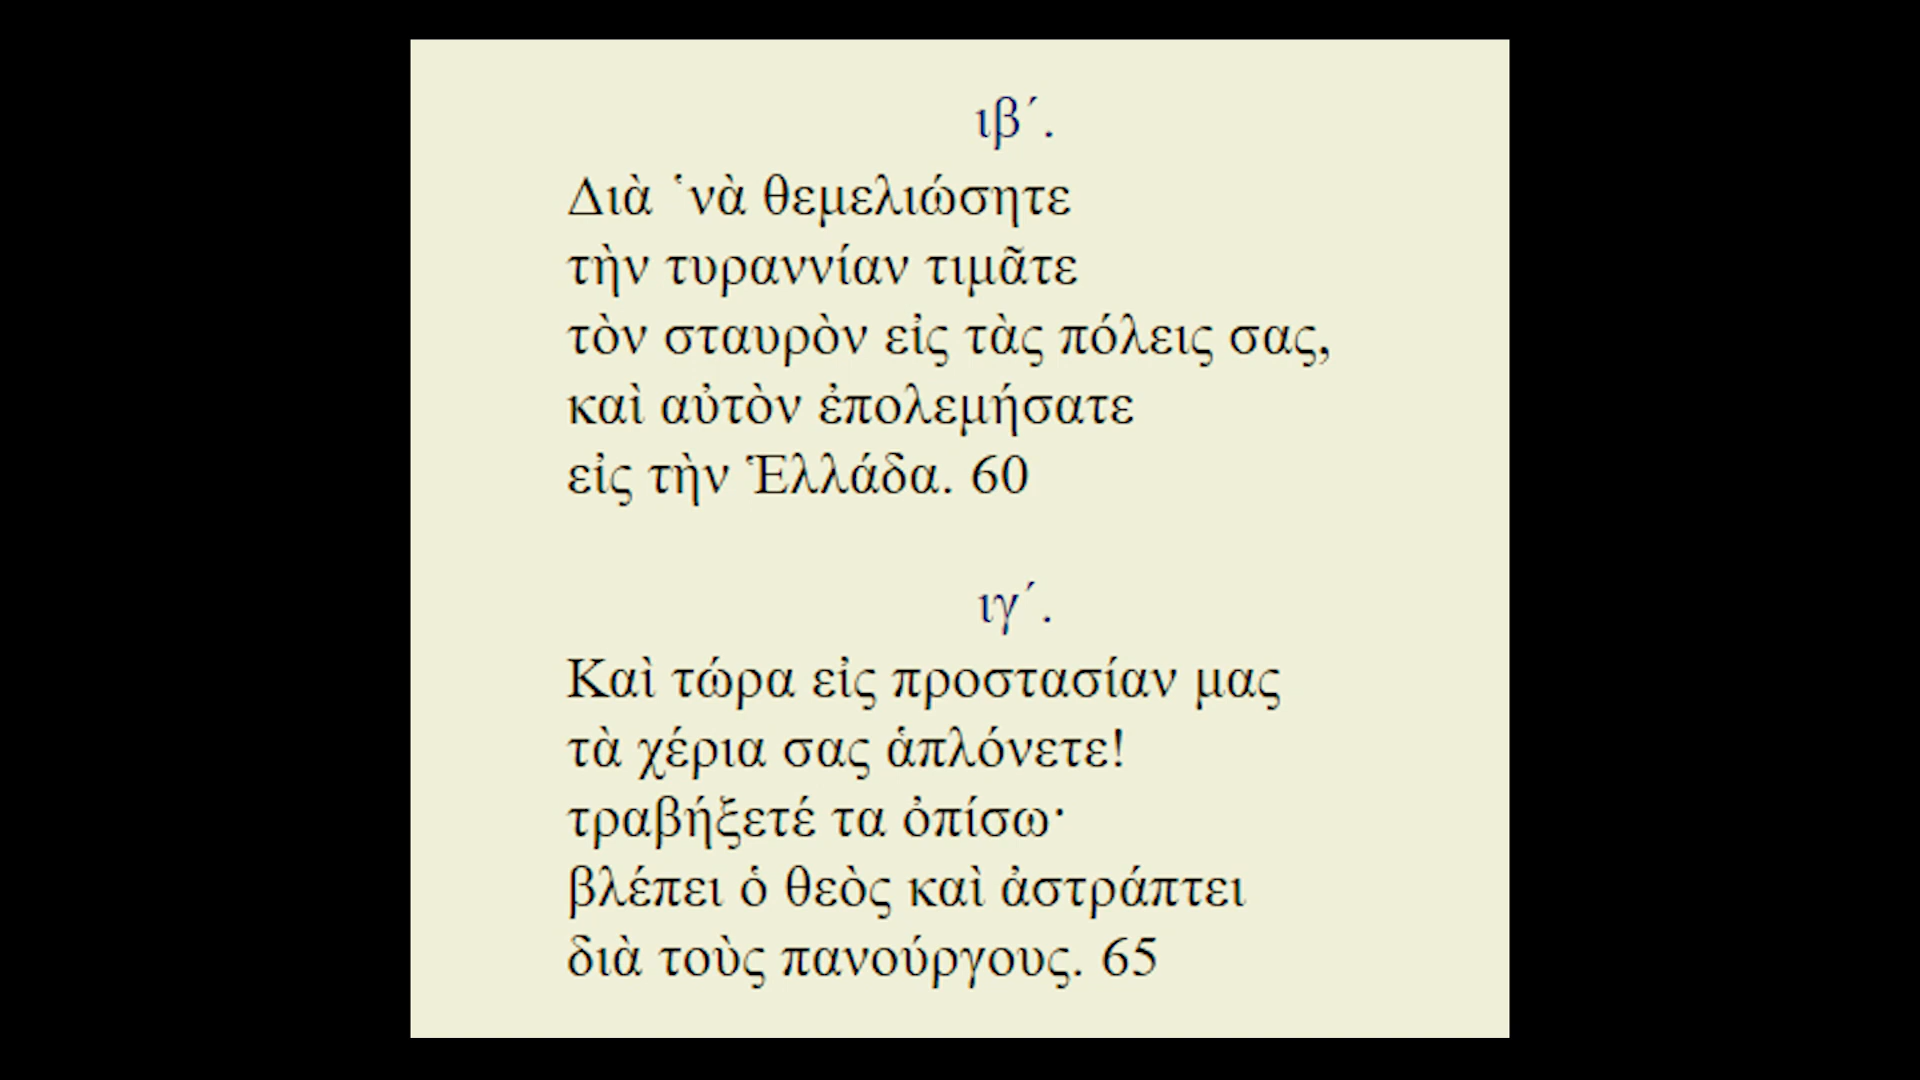 ιβ´.
Διὰ ῾νὰ θεμελιώσητε
τὴν τυραννίαν τιμᾶτε
τὸν σταυρὸν εἰς τὰς πόλεις σας,
καὶ αὐτὸν ἐπολεμήσατε
εἰς τὴν Ἑλλάδα. 60
ιγ´.
Καὶ τώρα εἰς προστασίαν μας
τὰ χέρια σας ἁπλόνετε!
τραβήξετέ τα ὀπίσω·
βλέπει ὁ θεὸς καὶ ἀστράπτει
διὰ τοὺς πανούργους. 65